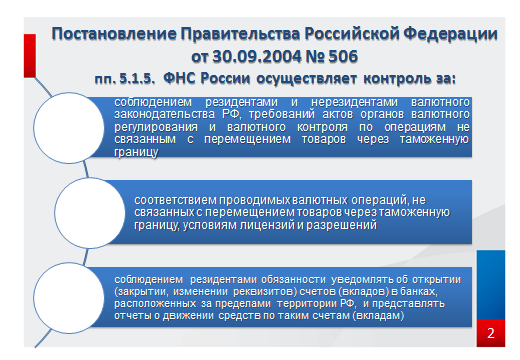 Постановление Правительства Российской Федерации
от 30.09.2004 № 506
пп. 5.1.5. ФНС России осуществляет контроль за:
соблюдением резидентами и нерезидентами валютного
законодательства РФ, требований актов органов валютного
регулирования и валютного контроля по операциям не
связанным с перемещением товаров через таможенную
границу
соответствием проводимых валютных операций, не
связанных с перемещением товаров через таможенную
границу, условиям лицензий и разрешений
соблюдением резидентами обязанности уведомлять об открытии
(закрытии, изменении реквизитов) счетов (вкладов) в банках,
расположенных за пределами территории РФ, и представлять
отчеты о движении средств по таким счетам (вкладам)
2